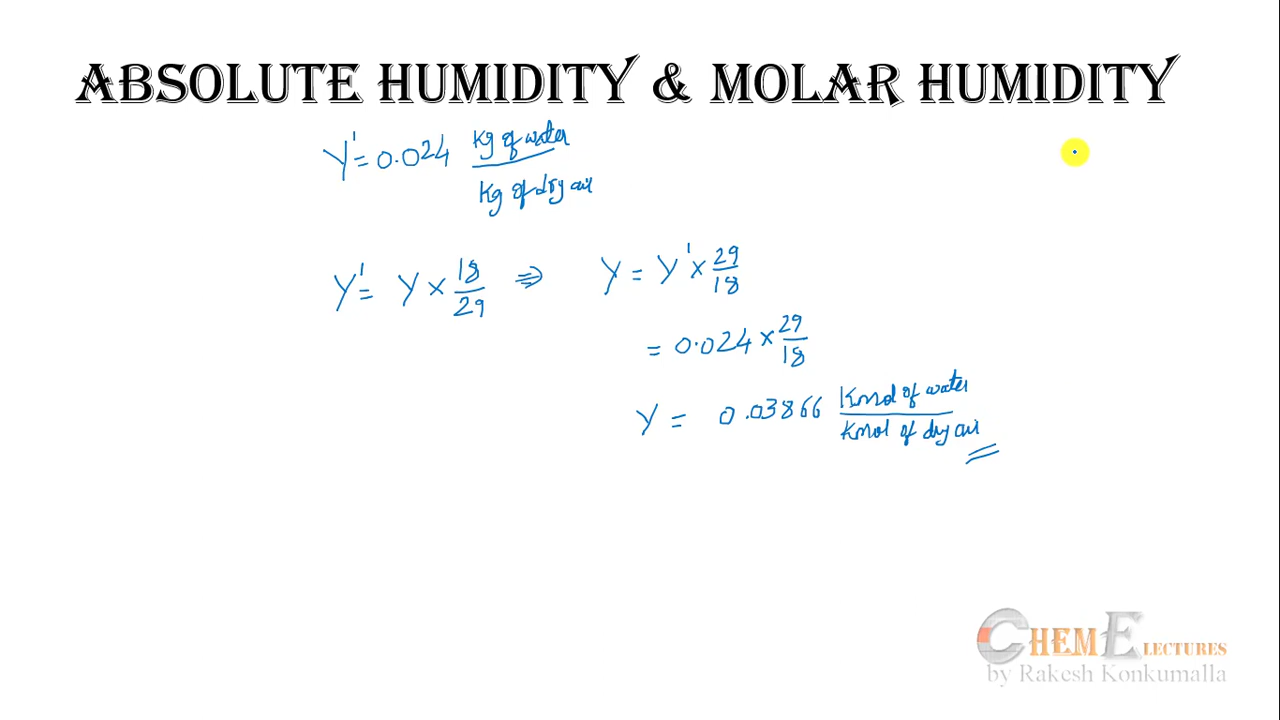 ABSOLUTE HUMIDITY & MOLAR HUMIDITY
Y' = 0.024 Kg of water / Kg of dry air
Y' = Y × 18/29 ⇒ Y = Y' × 29/18
= 0.024 × 29/18
Y = 0.03866 Kmol of water / Kmol of dry air
CHEME LECTURES
by Rakesh Konkumalla